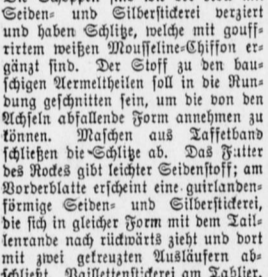 Seiden- und Silberstickerei verziert
und haben Schlitze, welche mit gouff-
rirtem weißen Mousseline-Chiffon er-
gänzt sind. Der Stoff zu den bau-
schigen Aermeltheilen soll in die Run-
dung geschnitten sein, um die von den
Achseln abfallende Form annehmen zu
können. Maschen aus Taffetband
schließen die Schlitze ab. Das Futter
des Rockes gibt leichter Seidenstoff; am
Vorderblatte erscheint eine guirlanden-
förmige Seiden- und Silberstickerei,
die sich in gleicher Form mit dem Tail-
lenrande nach rückwärts zieht und dort
mit zwei gekreuzten Ausläufern ab-
schließt. Paillettenstickerei am Tablier